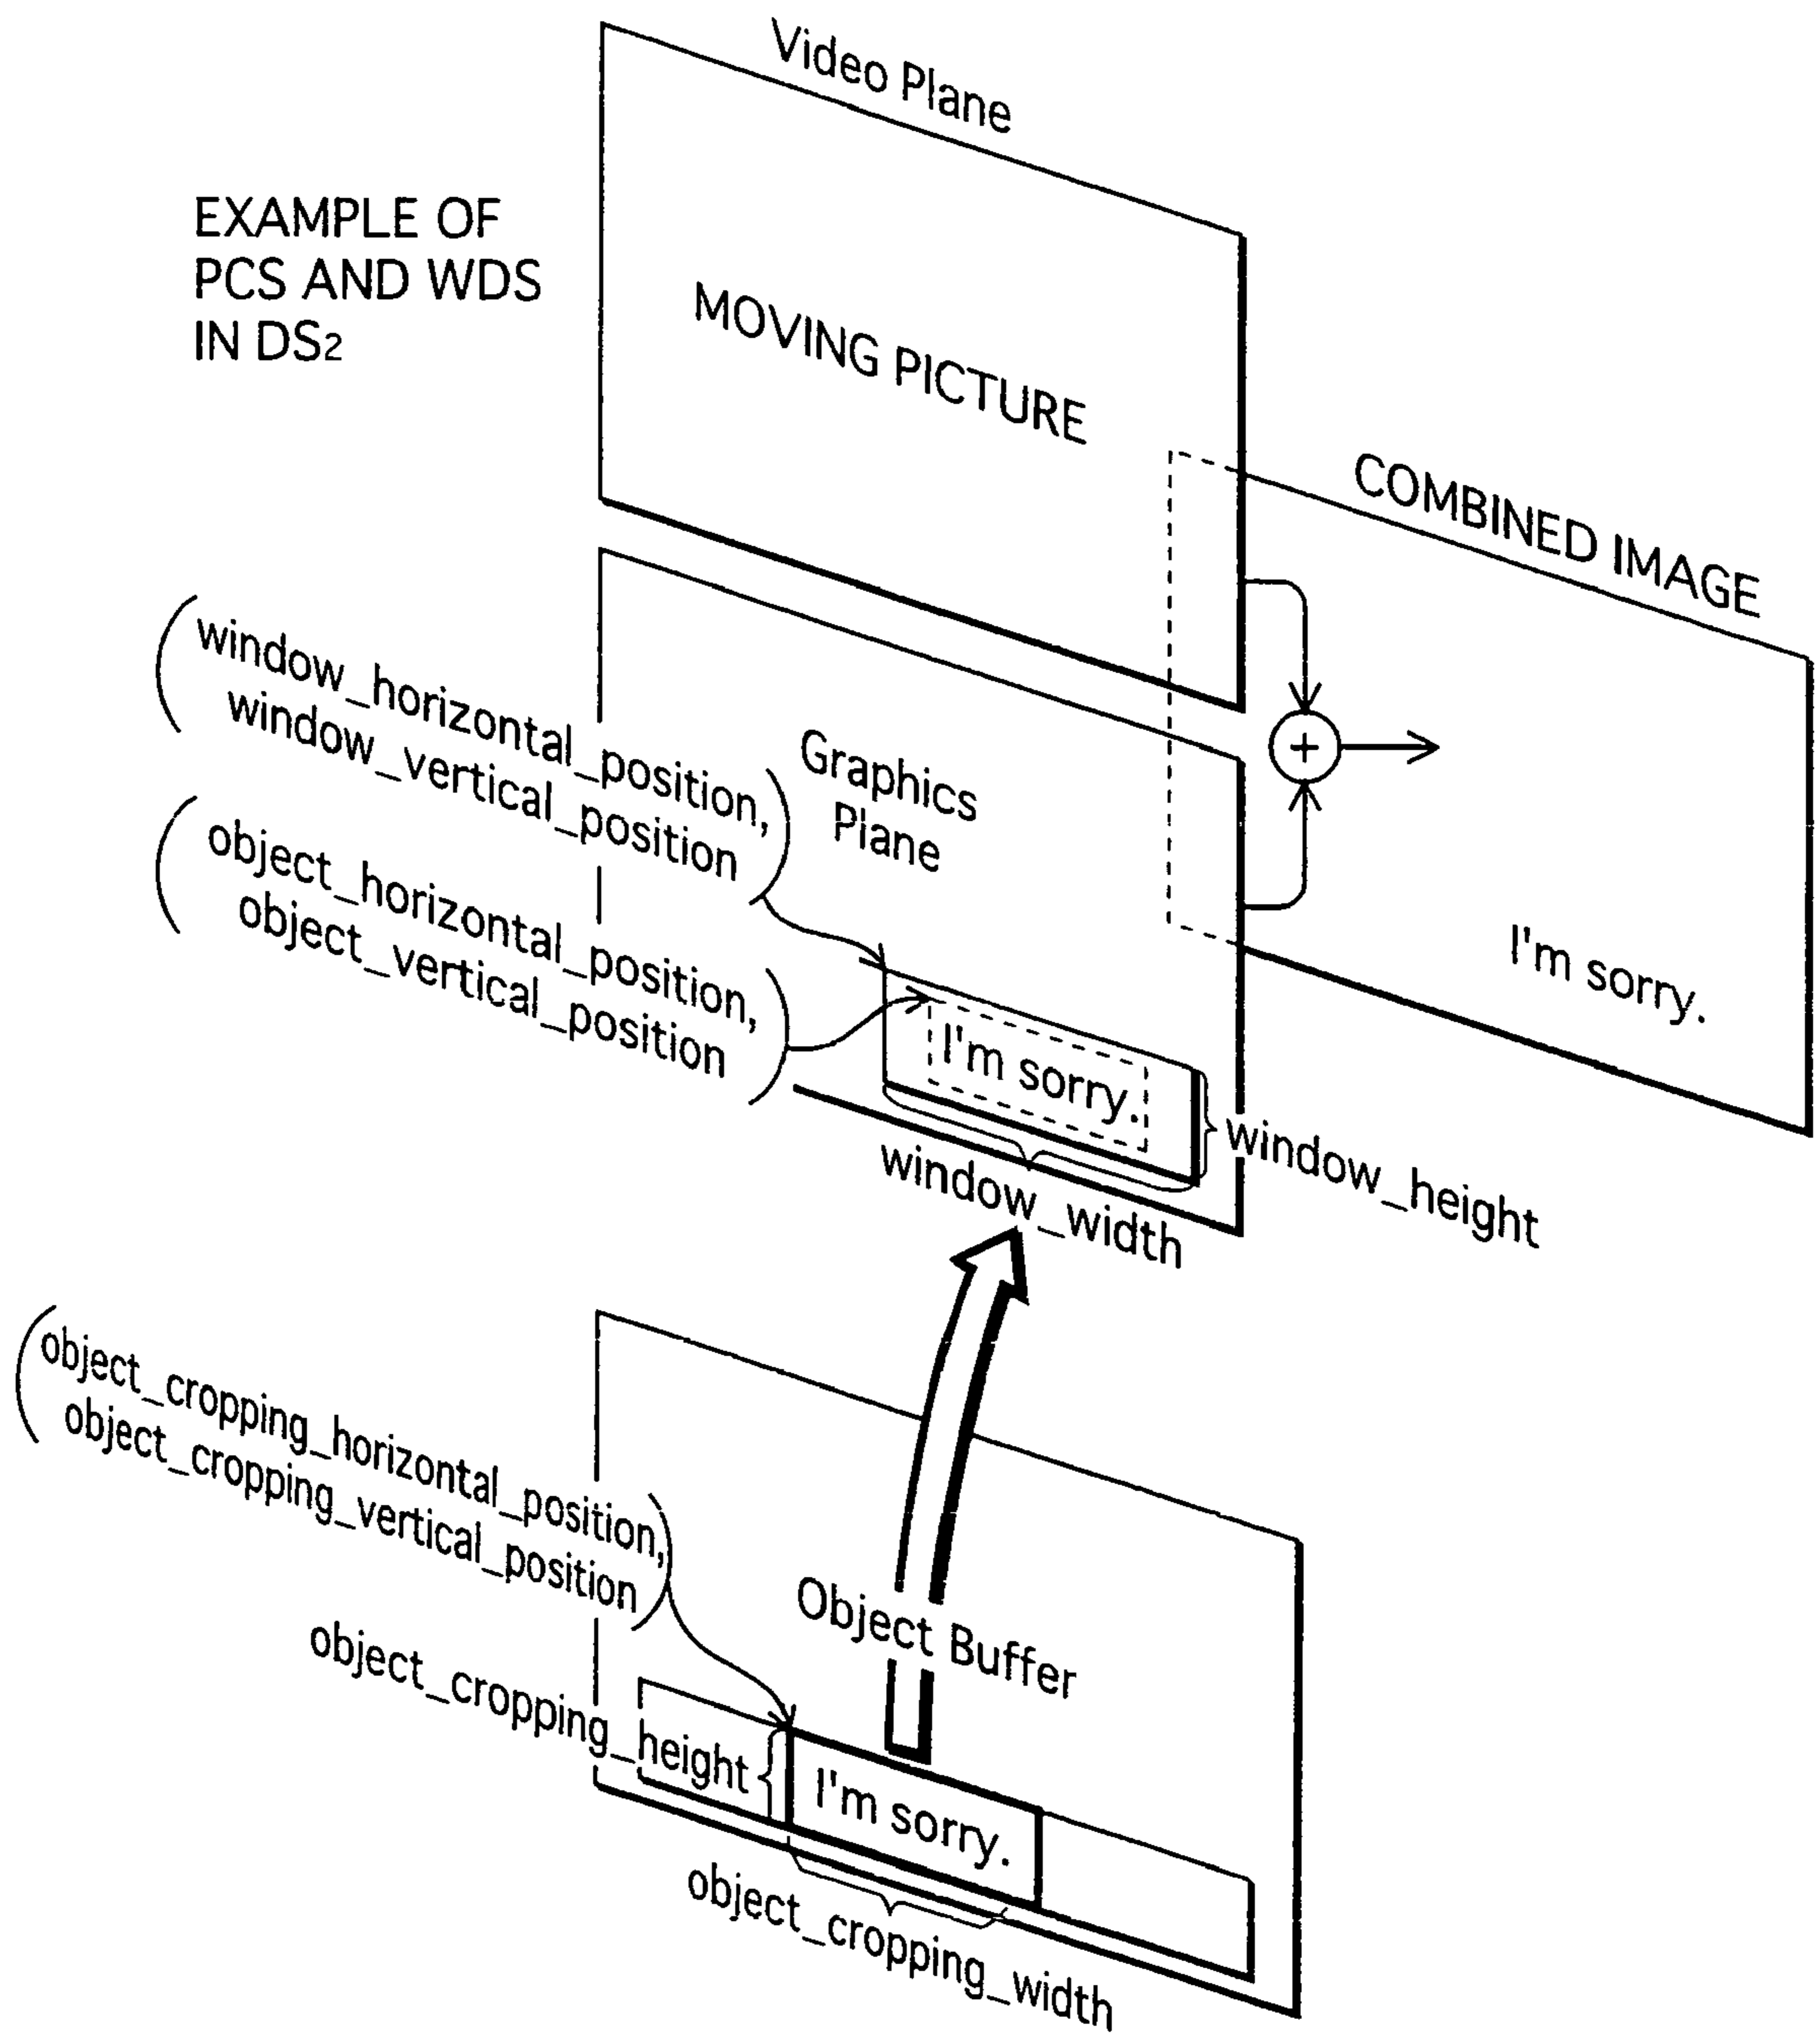 Video Plane
EXAMPLE OF
PCS AND WDS
IN DS2
MOVING PICTURE
COMBINED IMAGE
(window_horizontal_position,
window_vertical_position)
Graphics
Plane
(object_horizontal_position,
object_vertical_position)
+
I'm sorry.
I'm sorry.
window_height
window_width
(object_cropping_horizontal_position,
object_cropping_vertical_position)
Object Buffer
object_cropping_height
I'm sorry.
object_cropping_width